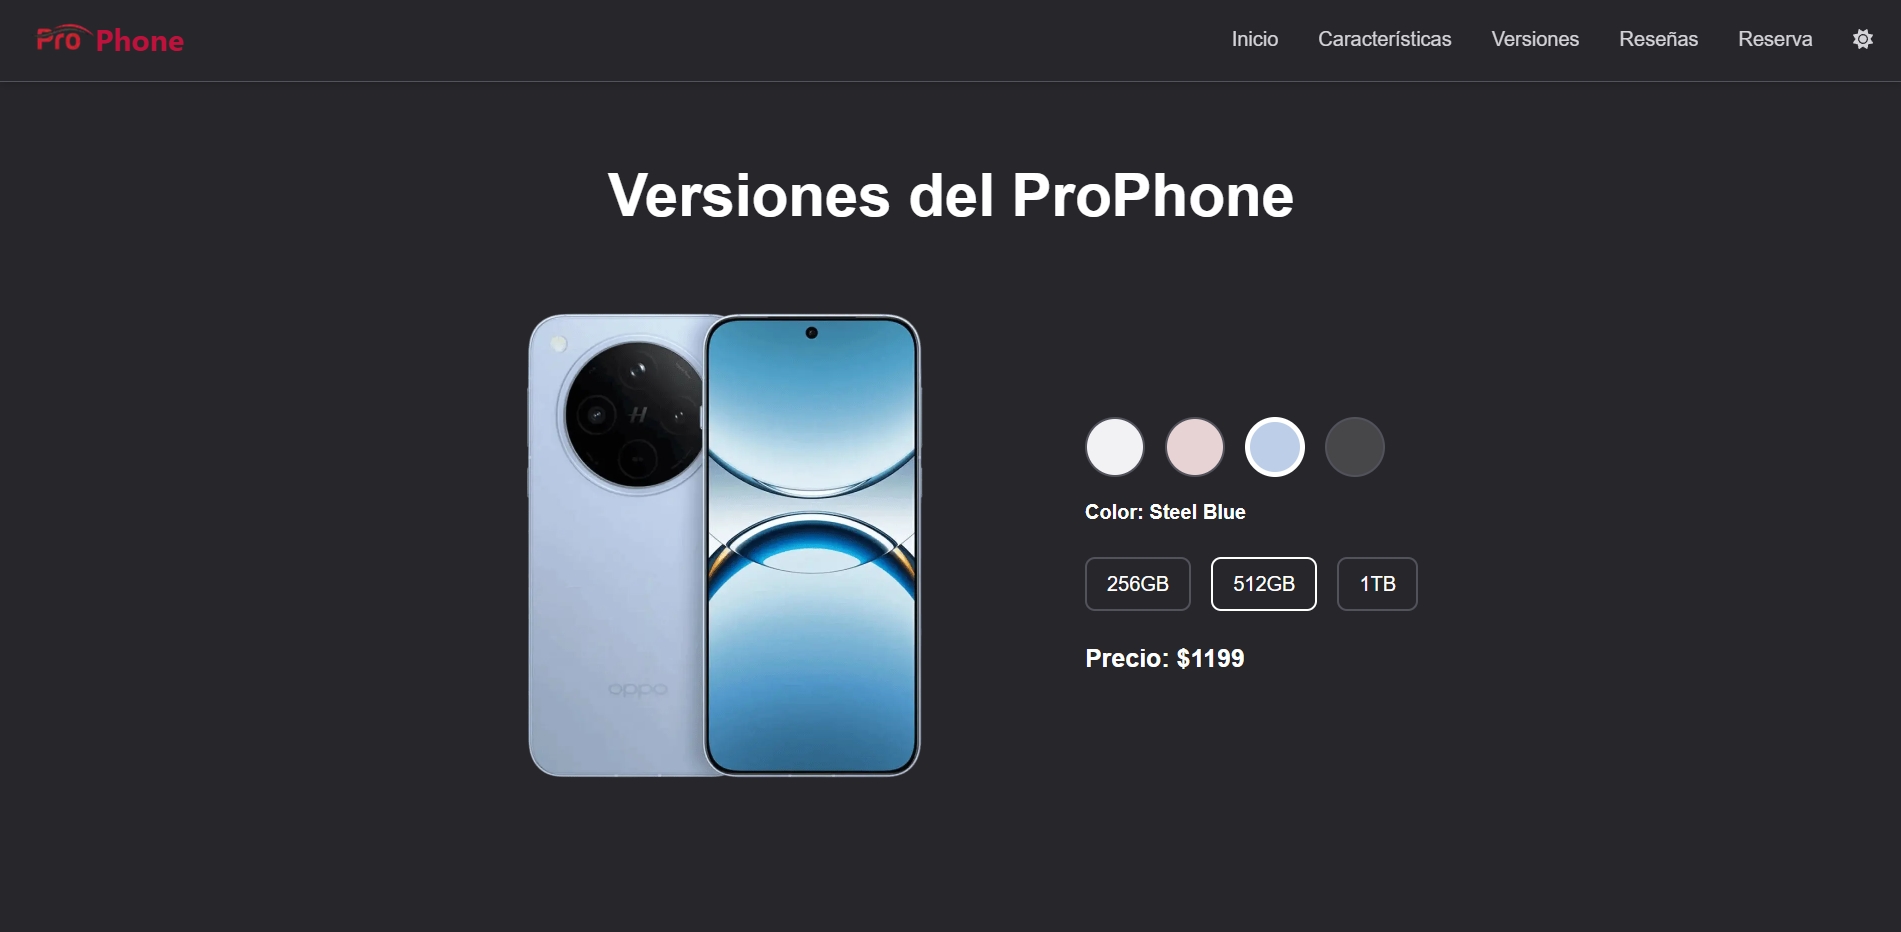 Pro Phone
Inicio
Características
Versiones
Reseñas
Reserva
Versiones del ProPhone
H
oppo
Color: Steel Blue
256GB
512GB
1TB
Precio: $1199